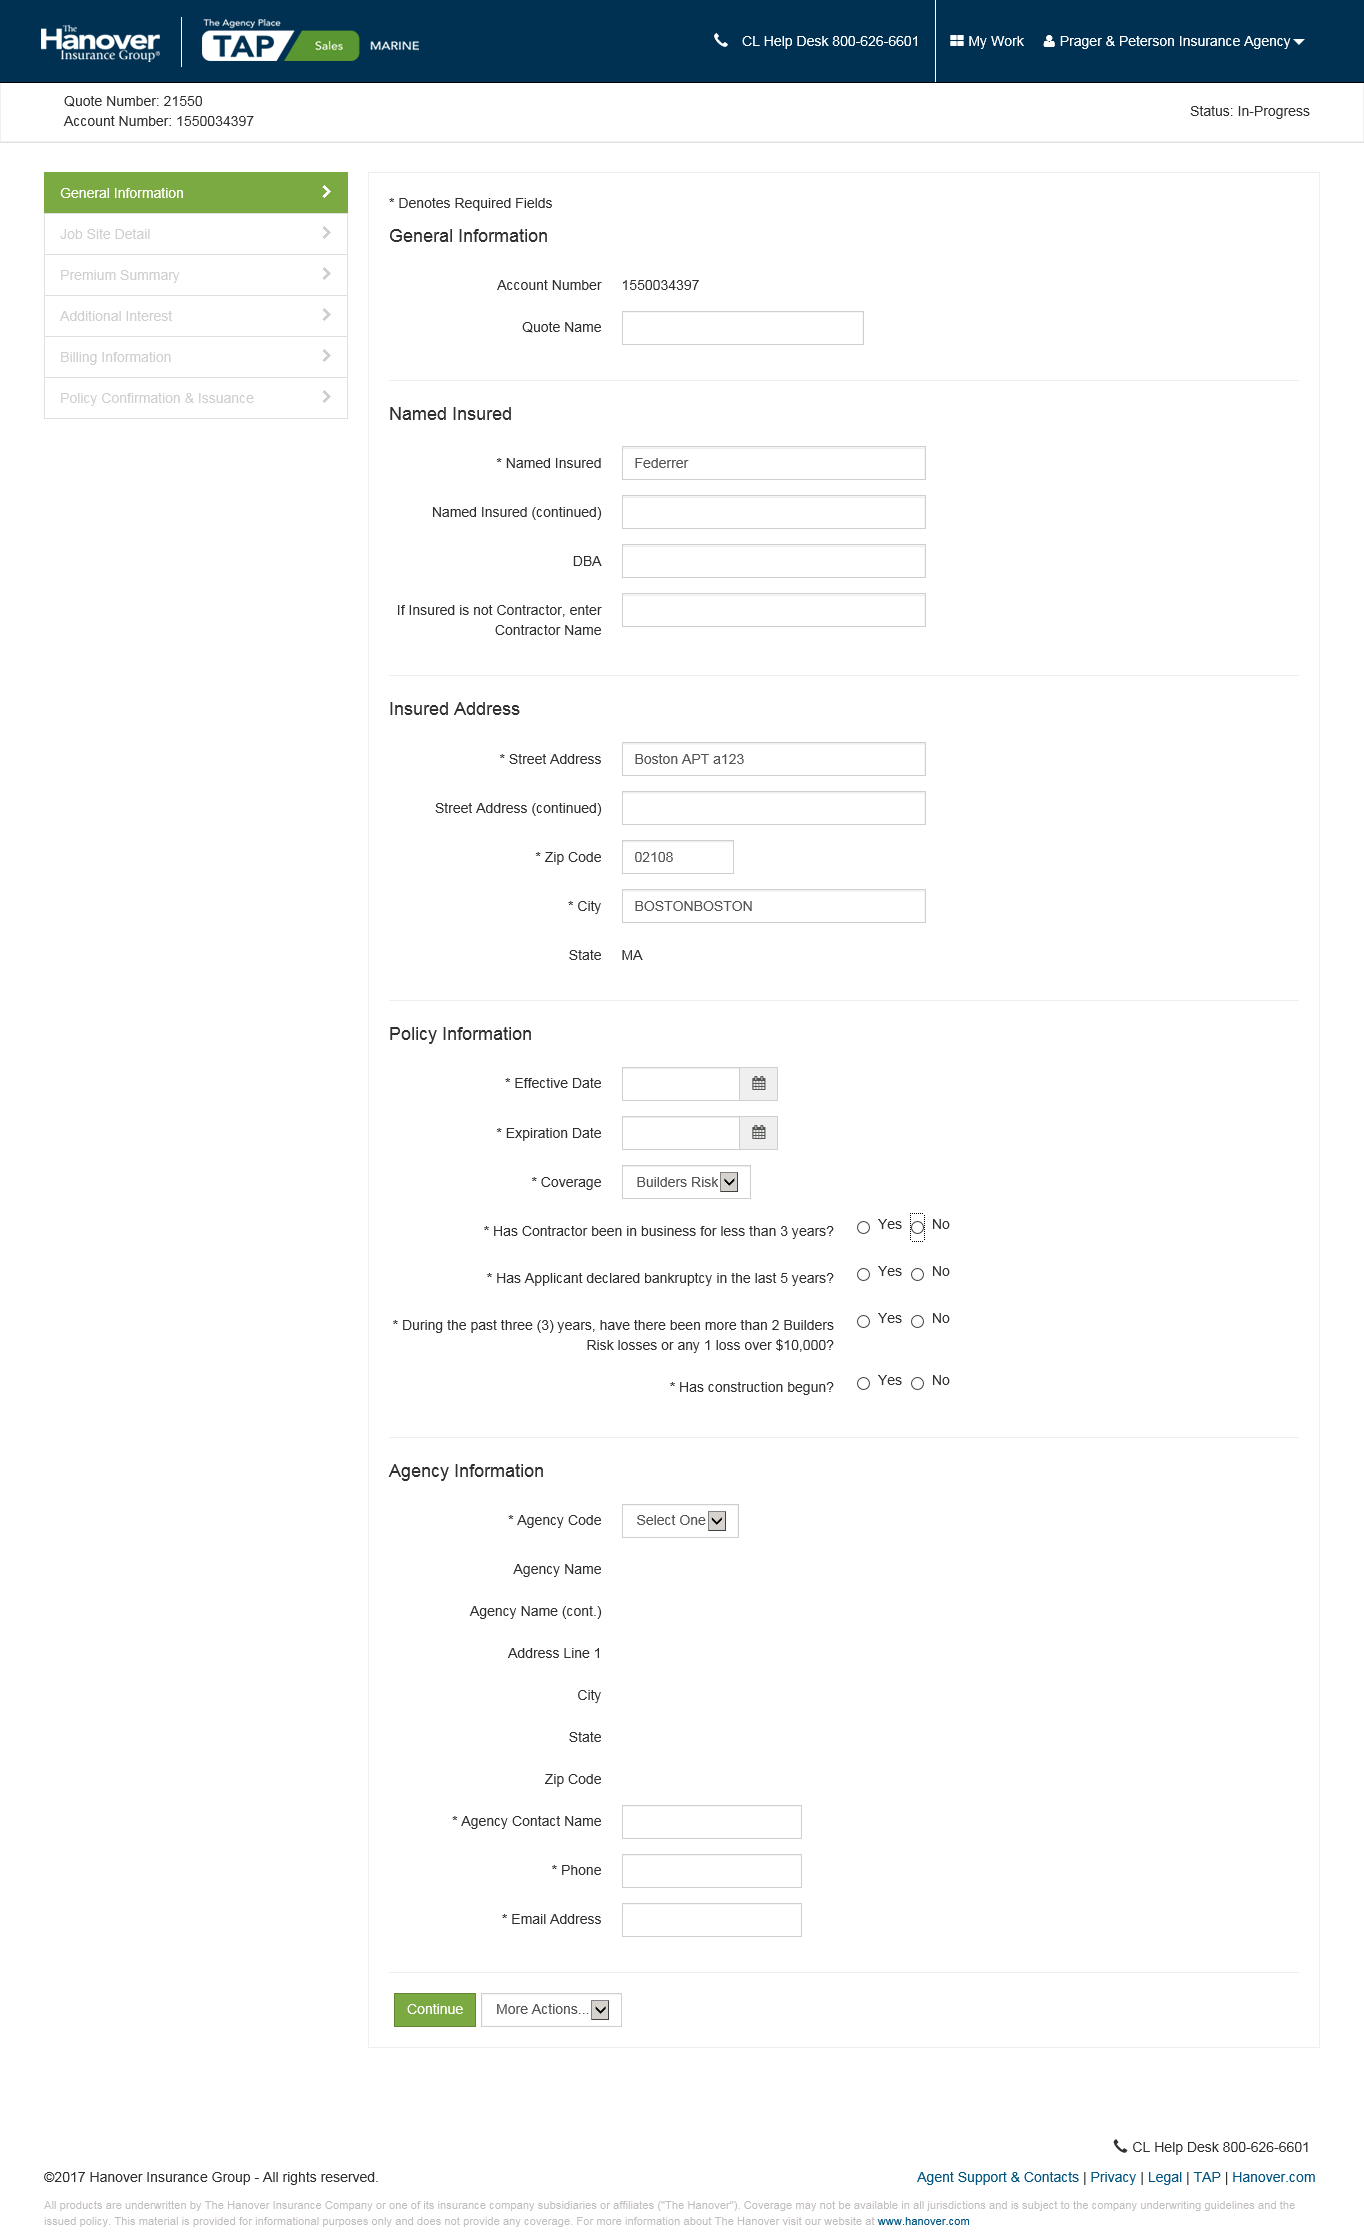 The Hanover Insurance Group®
The Agency Place
TAP Sales MARINE
CL Help Desk 800-626-6601
My Work
Prager & Peterson Insurance Agency
Quote Number: 21550
Account Number: 1550034397
Status: In-Progress
General Information
Job Site Detail
Premium Summary
Additional Interest
Billing Information
Policy Confirmation & Issuance
* Denotes Required Fields
General Information
Account Number 1550034397
Quote Name
Named Insured
* Named Insured Federrer
Named Insured (continued)
DBA
If Insured is not Contractor, enter
Contractor Name
Insured Address
* Street Address Boston APT a123
Street Address (continued)
* Zip Code 02108
* City BOSTONBOSTON
State MA
Policy Information
* Effective Date
* Expiration Date
* Coverage Builders Risk
* Has Contractor been in business for less than 3 years? Yes No
* Has Applicant declared bankruptcy in the last 5 years? Yes No
* During the past three (3) years, have there been more than 2 Builders Yes No
Risk losses or any 1 loss over $10,000?
* Has construction begun? Yes No
Agency Information
* Agency Code Select One
Agency Name
Agency Name (cont.)
Address Line 1
City
State
Zip Code
* Agency Contact Name
* Phone
* Email Address
Continue More Actions...
CL Help Desk 800-626-6601
©2017 Hanover Insurance Group - All rights reserved.
Agent Support & Contacts | Privacy | Legal | TAP | Hanover.com
All products are underwritten by The Hanover Insurance Company or one of its insurance company subsidiaries or affiliates ("The Hanover"). Coverage may not be available in all jurisdictions and is subject to the company underwriting guidelines and the
issued policy. This material is provided for informational purposes only and does not provide any coverage. For more information about The Hanover visit our website at www.hanover.com